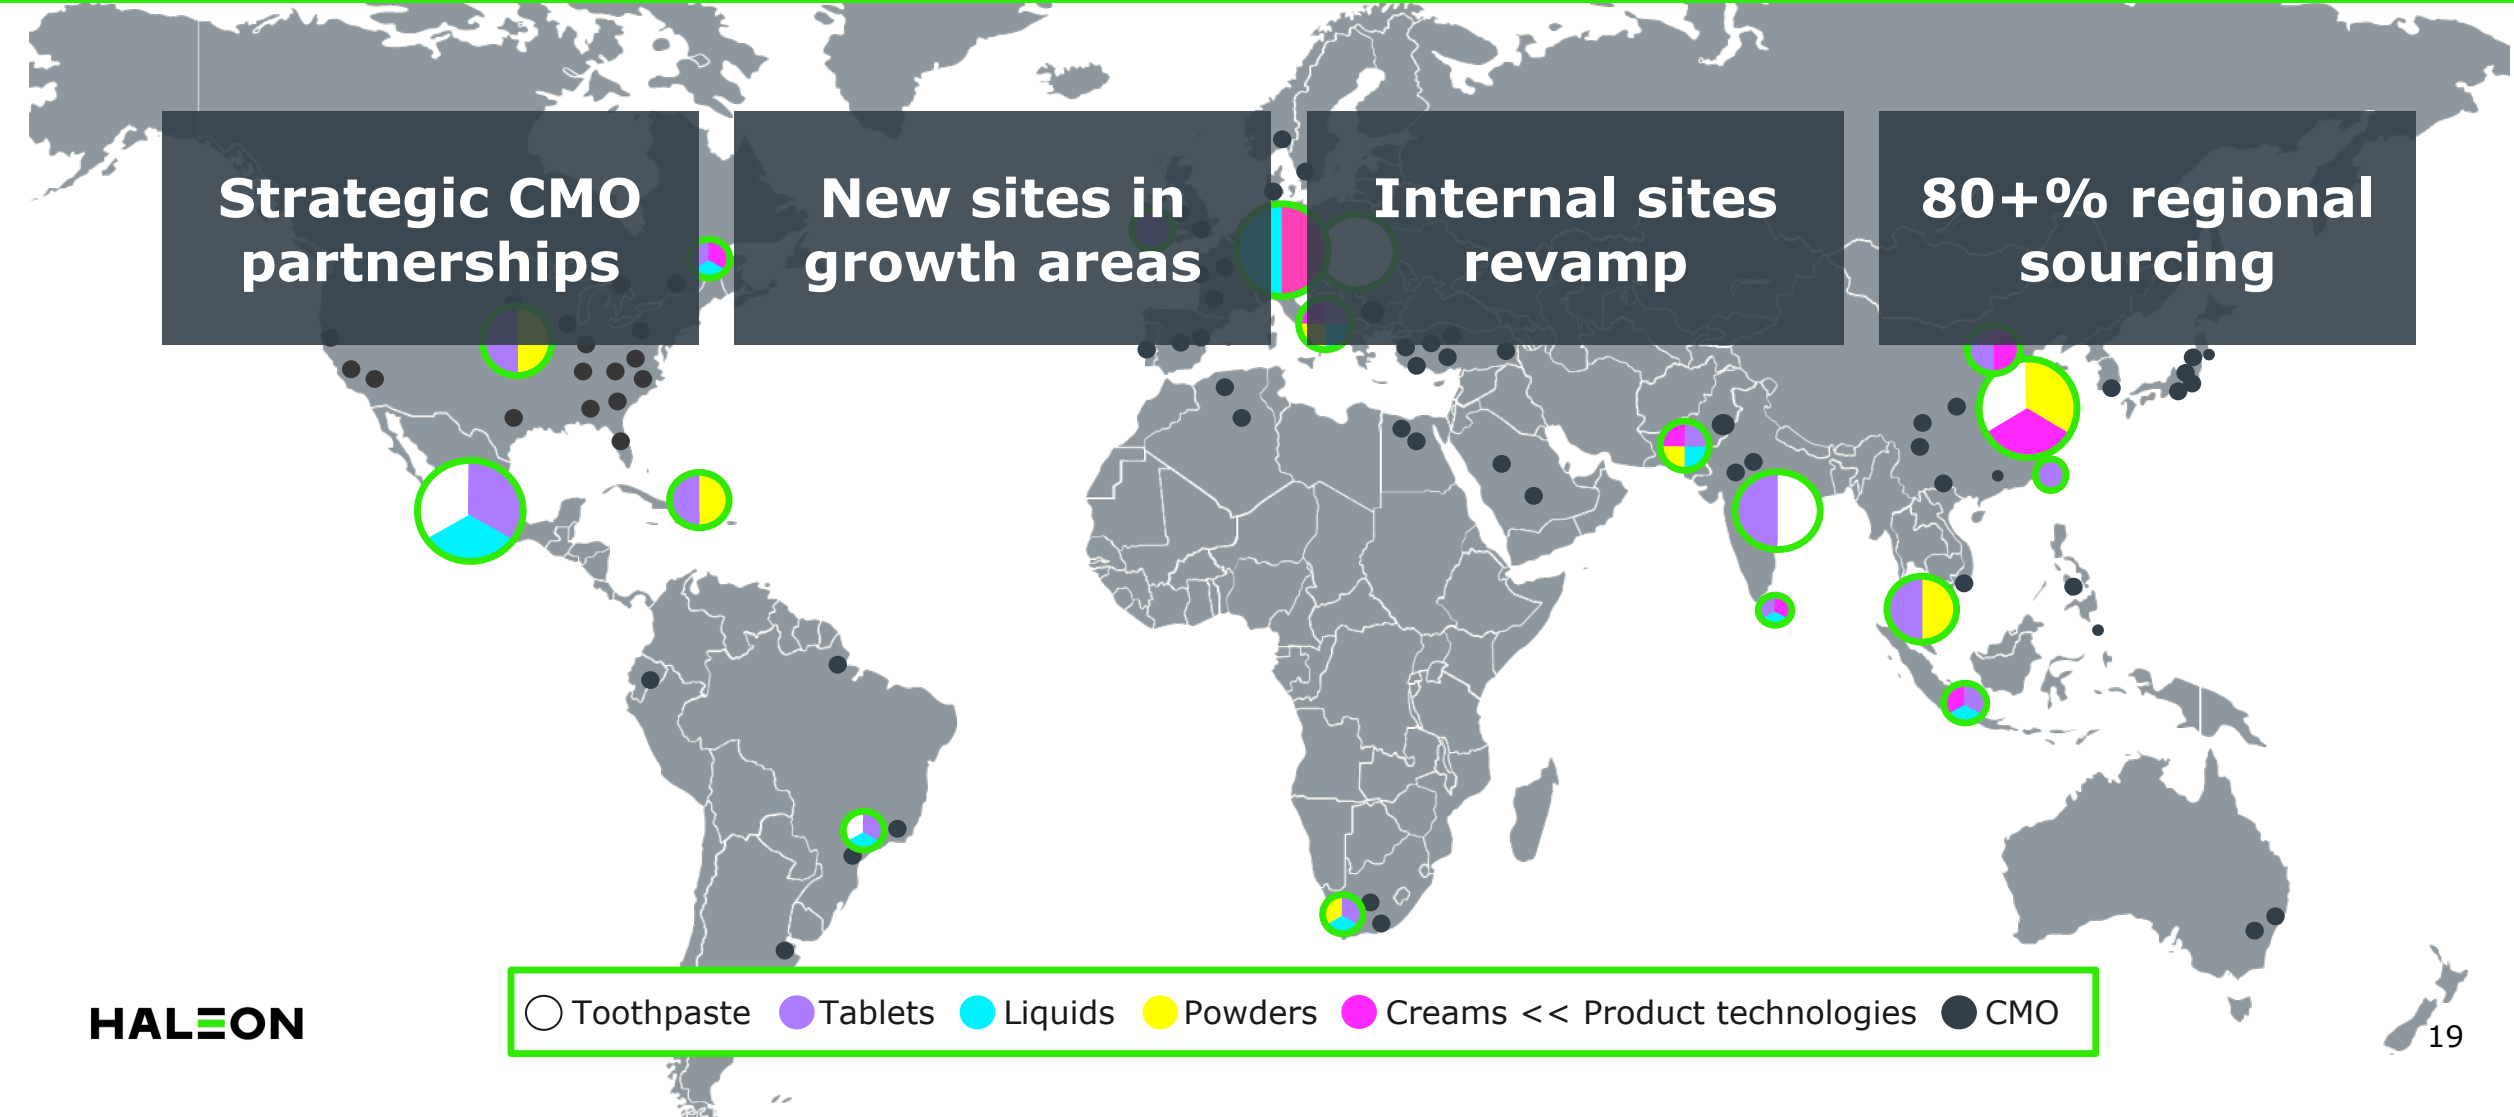 Strategic CMO
partnerships
New sites in
growth areas
Internal sites
revamp
80+% regional
sourcing
HALEON
Toothpaste Tablets Liquids Powders Creams << Product technologies CMO
19